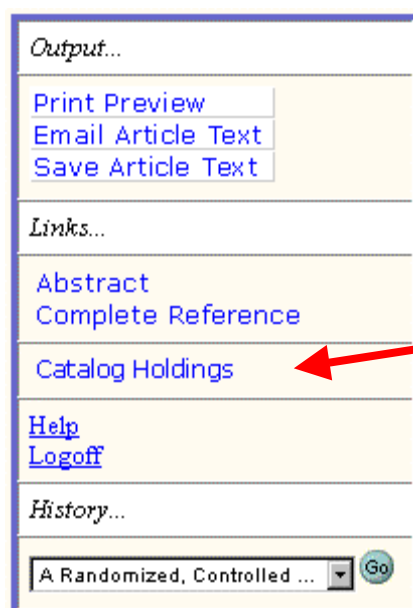 Output...
Print Preview
Email Article Text
Save Article Text
Links...
Abstract
Complete Reference
Catalog Holdings
Help
Logoff
History...
A Randomized, Controlled ... Go